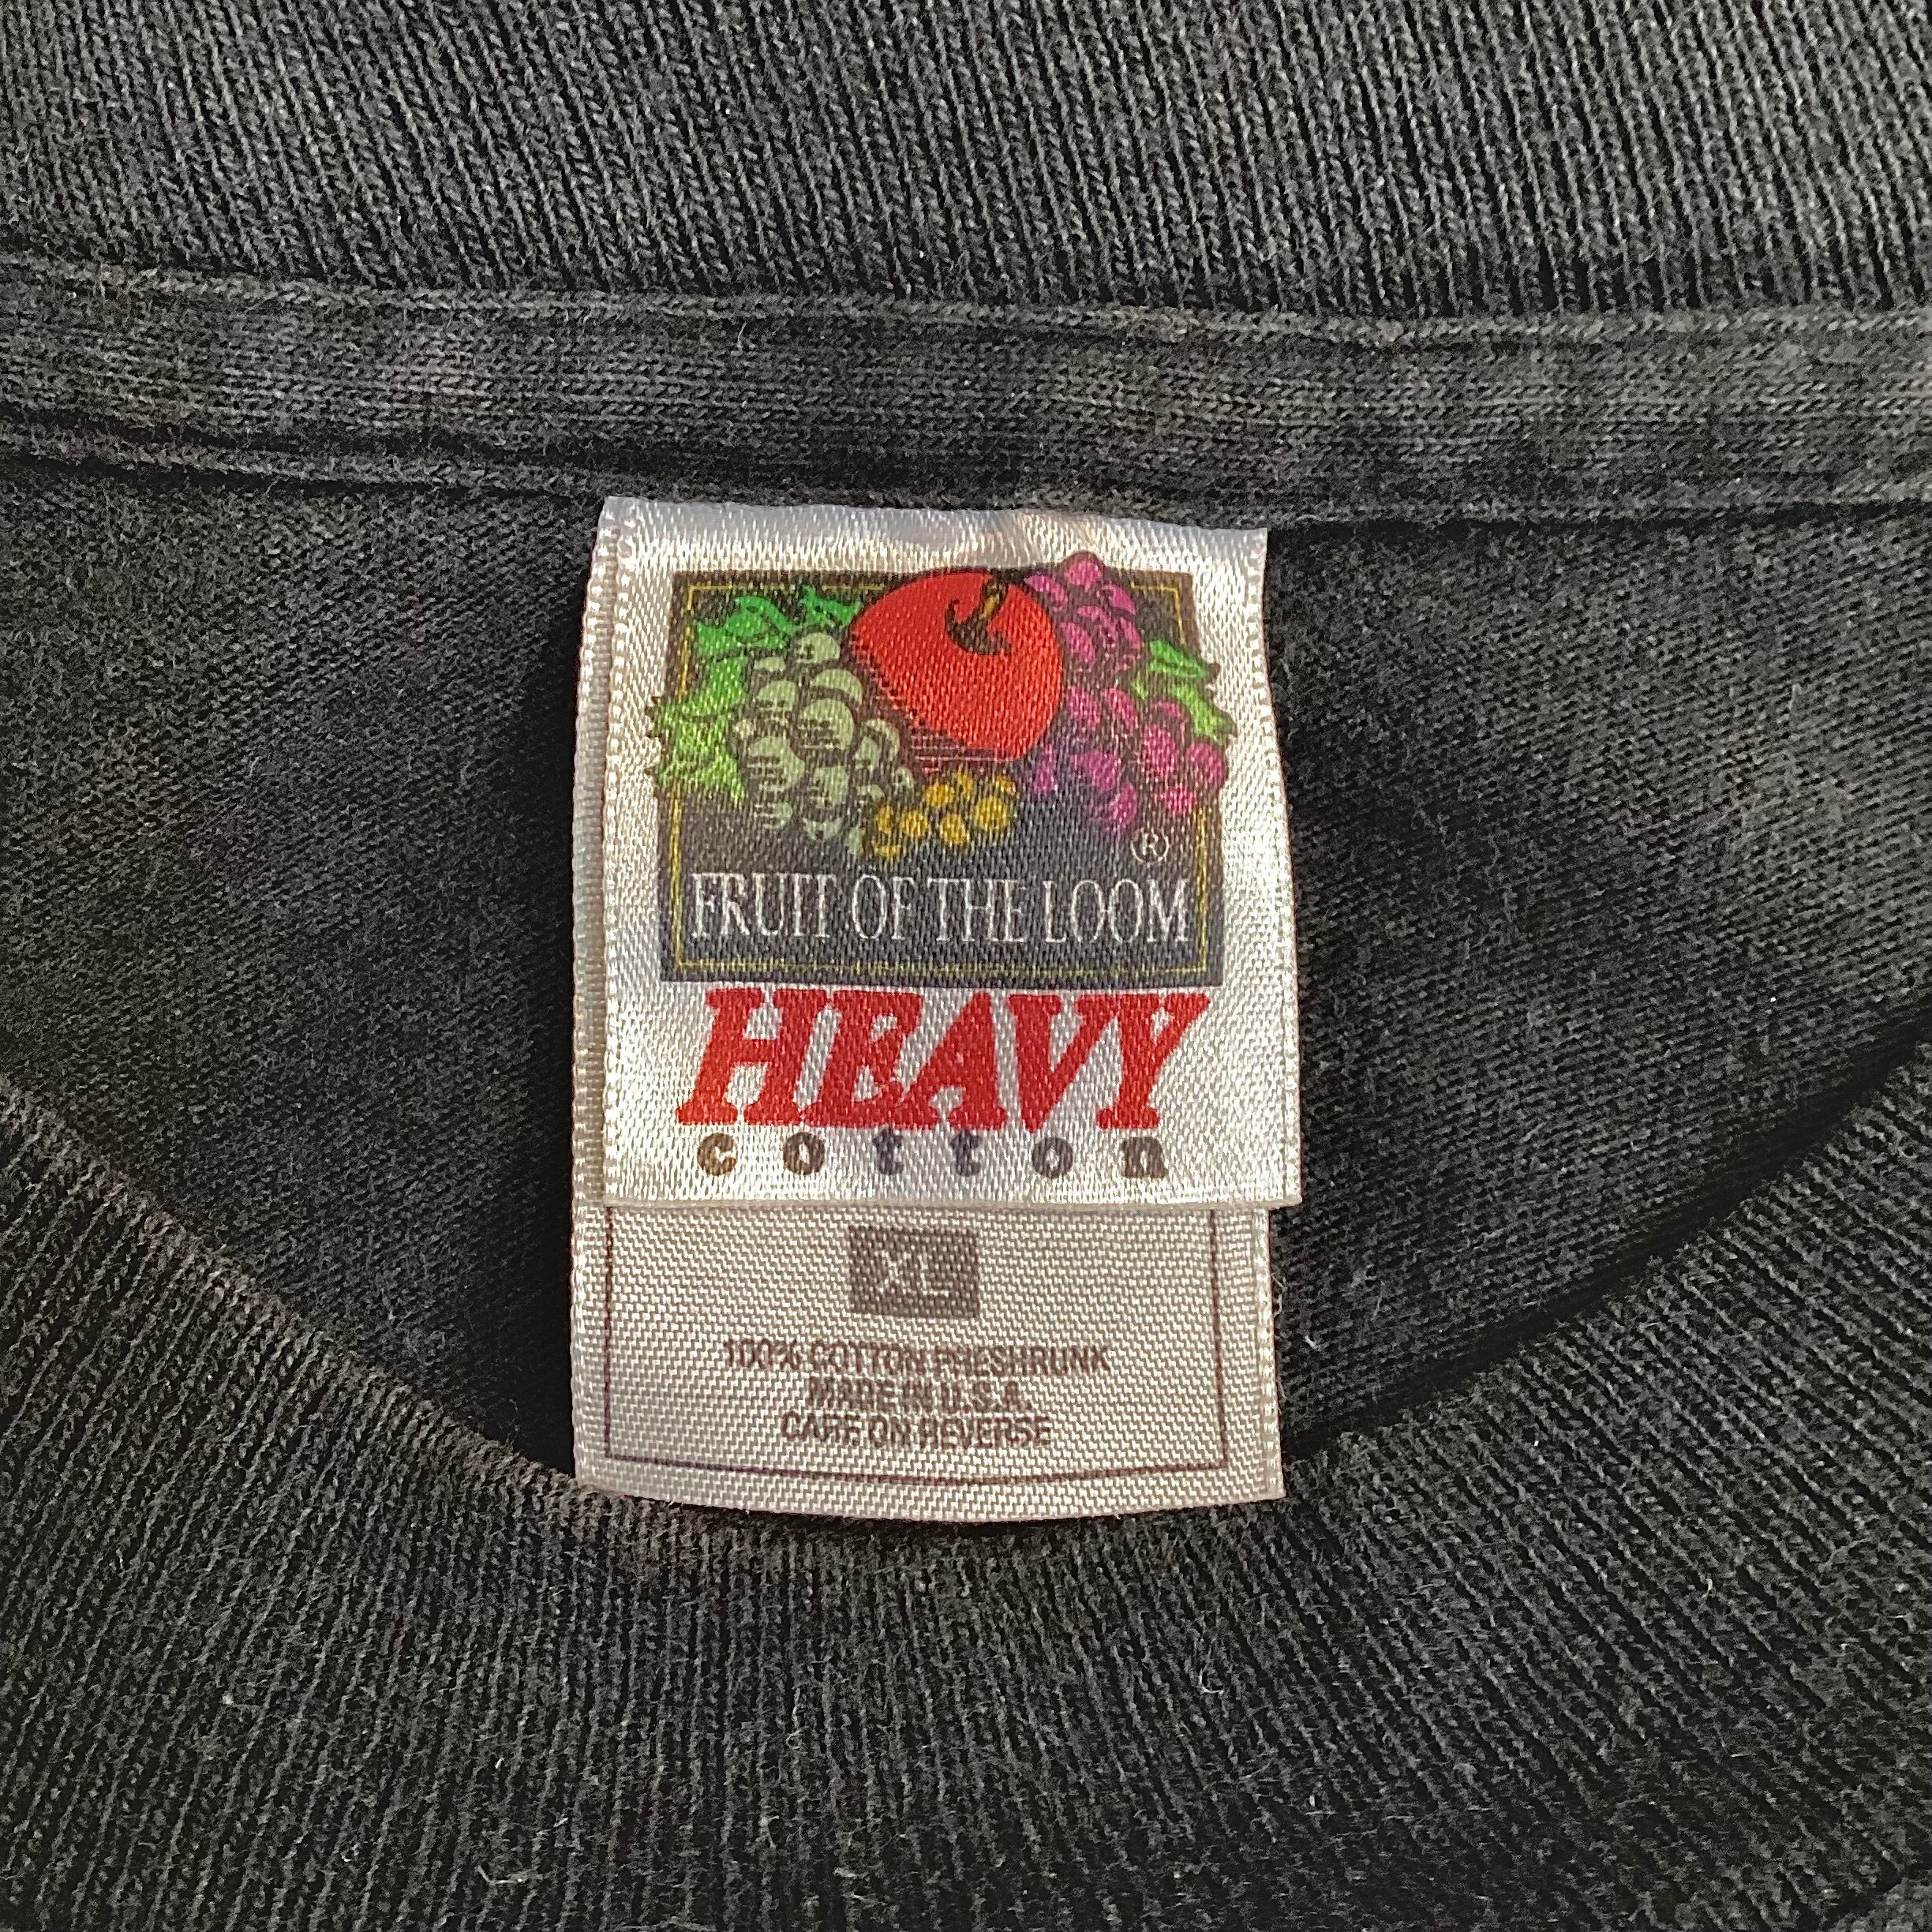 ®
FRUIT OF THE LOOM
HEAVY
cotton
XL
100% COTTON PRESHRUNK
MADE IN U.S.A.
CARE ON REVERSE